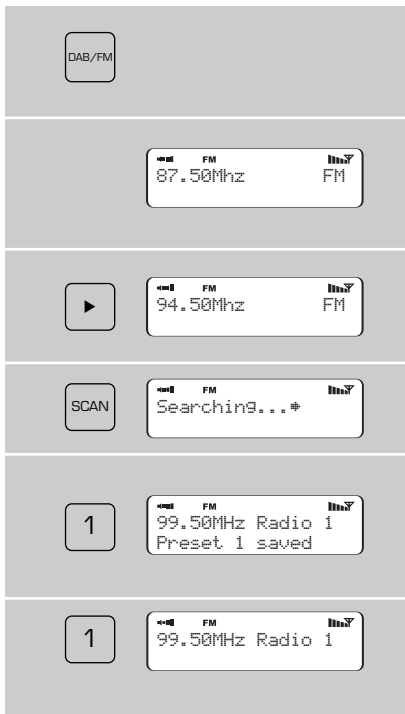 DAB/FM
FM
87.50Mhz FM
FM
94.50Mhz FM
SCAN
FM
Searching...
1
FM
99.50MHz Radio 1
Preset 1 saved
1
FM
99.50MHz Radio 1